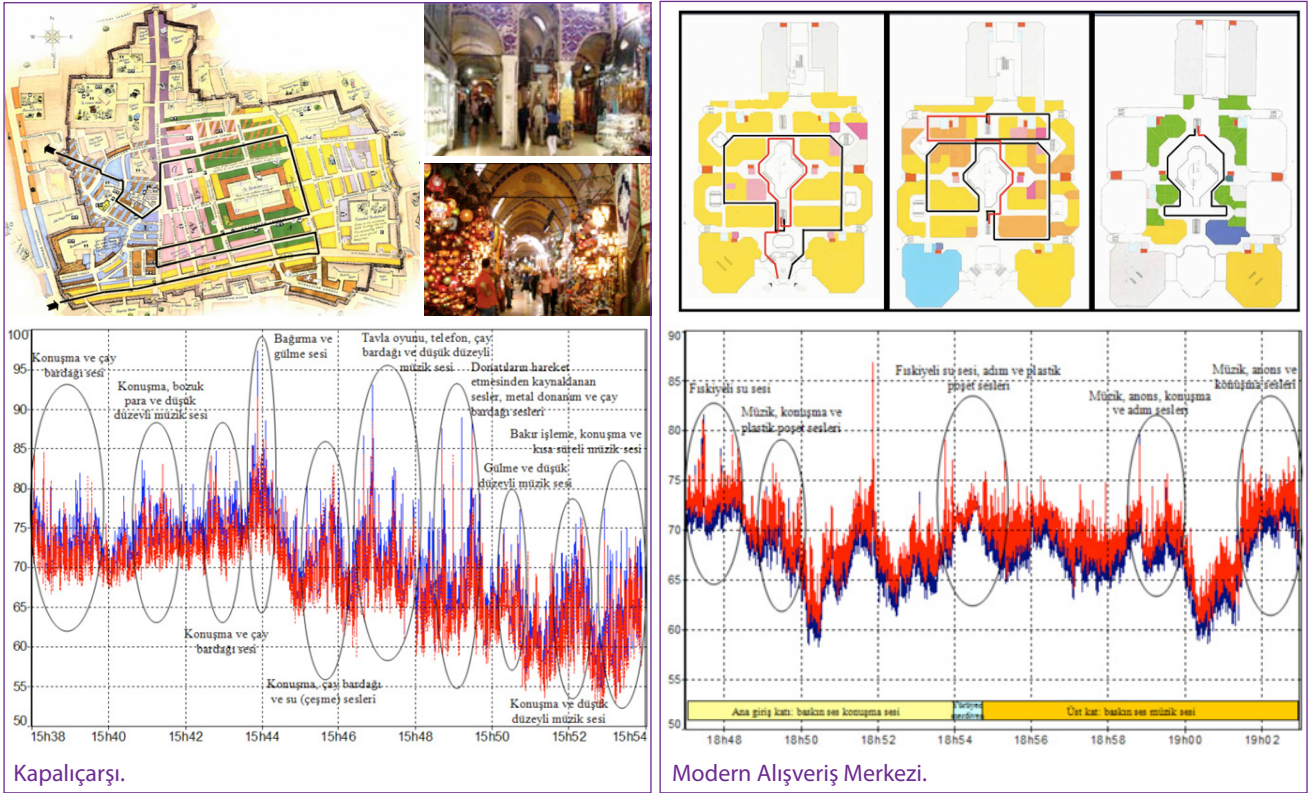 100
95
90
85
80
75
70
65
60
55
50
Konuşma ve çay
bardağı sesi
Konuşma, bozuk
para ve düşük
düzeyli müzik sesi
Bağırma ve
gülme sesi
Tavla oyunu, telefon, çay
bardağı ve düşük düzeyli
müzik sesi
Donatıların hareket
etmesinden kaynaklanan
sesler, metal donanım ve çay
bardağı sesleri
Bakır işleme, konuşma ve
kısa süreli müzik sesi
Gülme ve düşük
düzeyli müzik sesi
Konuşma ve çay
bardağı sesi
Konuşma, çay bardağı
ve su (çeşme) sesleri
Konuşma ve düşük
düzeyli müzik sesi
15h38 15h40 15h42 15h44 15h46 15h48 15h50 15h52 15h54
Kapalıçarşı.
90
85
80
75
70
65
60
55
50
Fıskiyeli su sesi
Müzik, konuşma ve
plastik poşet sesleri
Fıskiyeli su sesi, adım ve plastik
poşet sesleri
Müzik, anons, konuşma
ve adım sesleri
Müzik, anons ve
konuşma sesleri
Ana giriş katı: baskın ses konuşma sesi
Üst kat: baskın ses müzik sesi
18h48 18h50 18h52 18h54 18h56 18h58 19h00 19h02
Modern Alışveriş Merkezi.